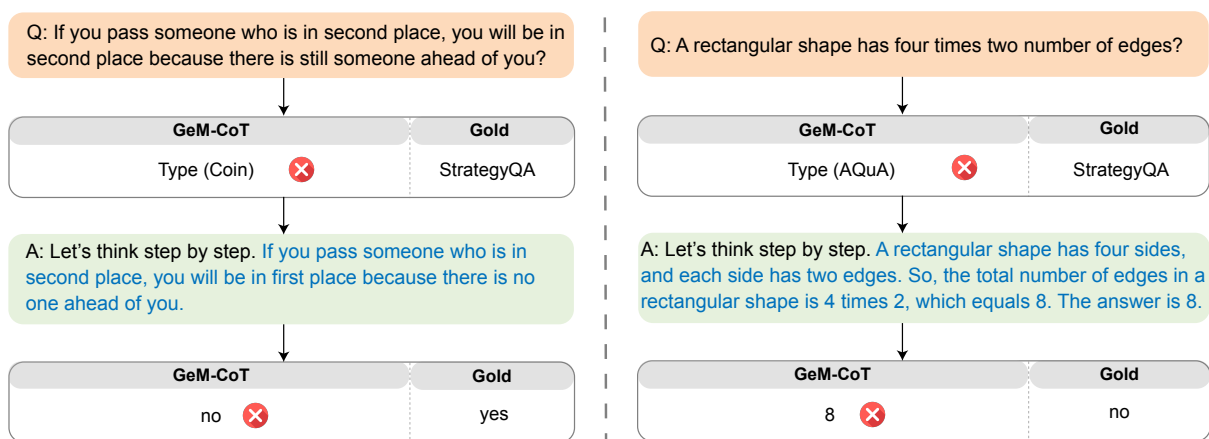 Q: If you pass someone who is in second place, you will be in
second place because there is still someone ahead of you?
GeM-CoT Gold
Type (Coin) StrategyQA
A: Let's think step by step. If you pass someone who is in
second place, you will be in first place because there is no
one ahead of you.
GeM-CoT Gold
no yes
Q: A rectangular shape has four times two number of edges?
GeM-CoT Gold
Type (AQuA) StrategyQA
A: Let's think step by step. A rectangular shape has four sides,
and each side has two edges. So, the total number of edges in a
rectangular shape is 4 times 2, which equals 8. The answer is 8.
GeM-CoT Gold
8 no